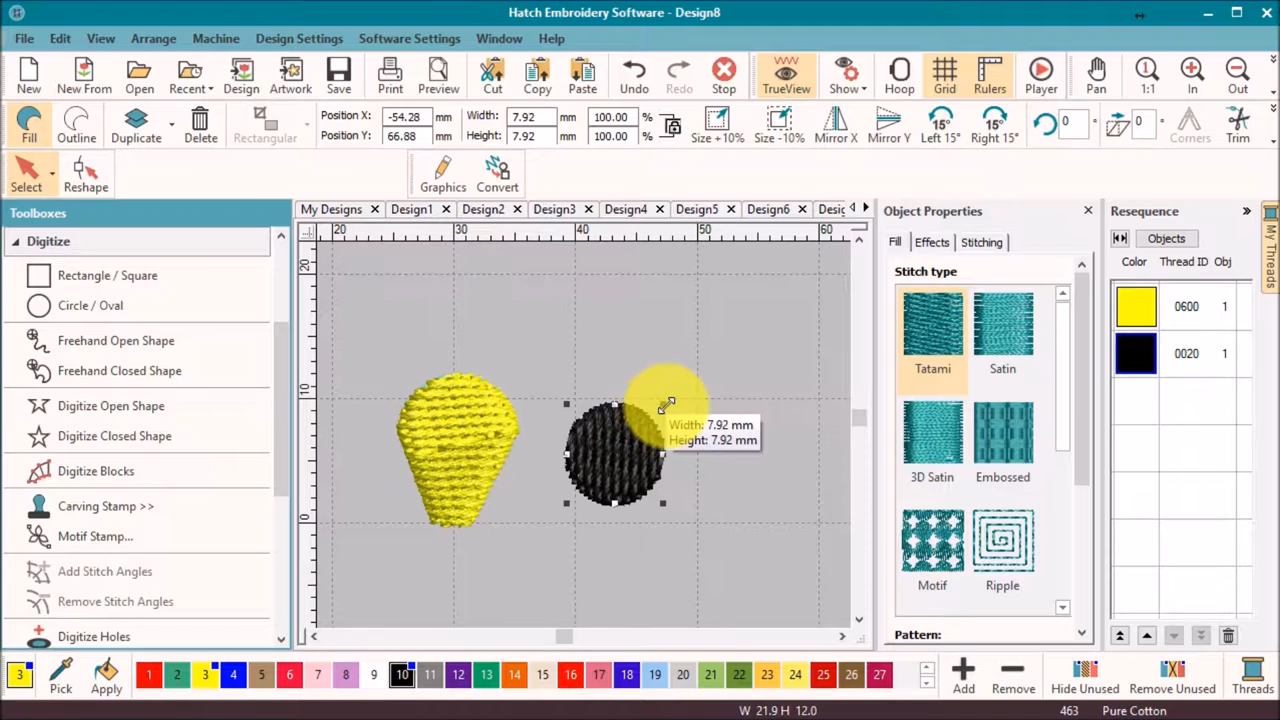 Hatch Embroidery Software - Design8
File Edit View Arrange Machine Design Settings Software Settings Window Help
New New From Open Recent Design Artwork Save Print Preview Cut Copy Paste Undo Redo Stop TrueView Show Hoop Grid Rulers Player Pan 1:1 In Out
Fill Outline Duplicate Delete Rectangular Position X: -54.28 mm Width: 7.92 mm 100.00 % Size +10% Size -10% Mirror X Mirror Y 15° Left 15° 15° Right 15° 0 ° 0 ° Corners Trim
Position Y: 66.88 mm Height: 7.92 mm 100.00 %
Select Reshape Graphics Convert
Toolboxes
My Designs Design1 Design2 Design3 Design4 Design5 Design6
Object Properties
Resequence
Digitize
20 30 40 50 60
Fill Effects Stitching
Objects
My Threads
Rectangle / Square
Circle / Oval
Freehand Open Shape
Freehand Closed Shape
Digitize Open Shape
Digitize Closed Shape
Digitize Blocks
Carving Stamp >>
Motif Stamp...
Add Stitch Angles
Remove Stitch Angles
Digitize Holes
20
10
0
Width: 7.92 mm
Height: 7.92 mm
Stitch type
Tatami Satin
3D Satin Embossed
Motif Ripple
Pattern:
Color Thread ID Obj
0600 1
0020 1
3 Pick Apply 1 2 3 4 5 6 7 8 9 10 11 12 13 14 15 16 17 18 19 20 21 22 23 24 25 26 27 Add Remove Hide Unused Remove Unused Threads
W 21.9 H 12.0 463 Pure Cotton